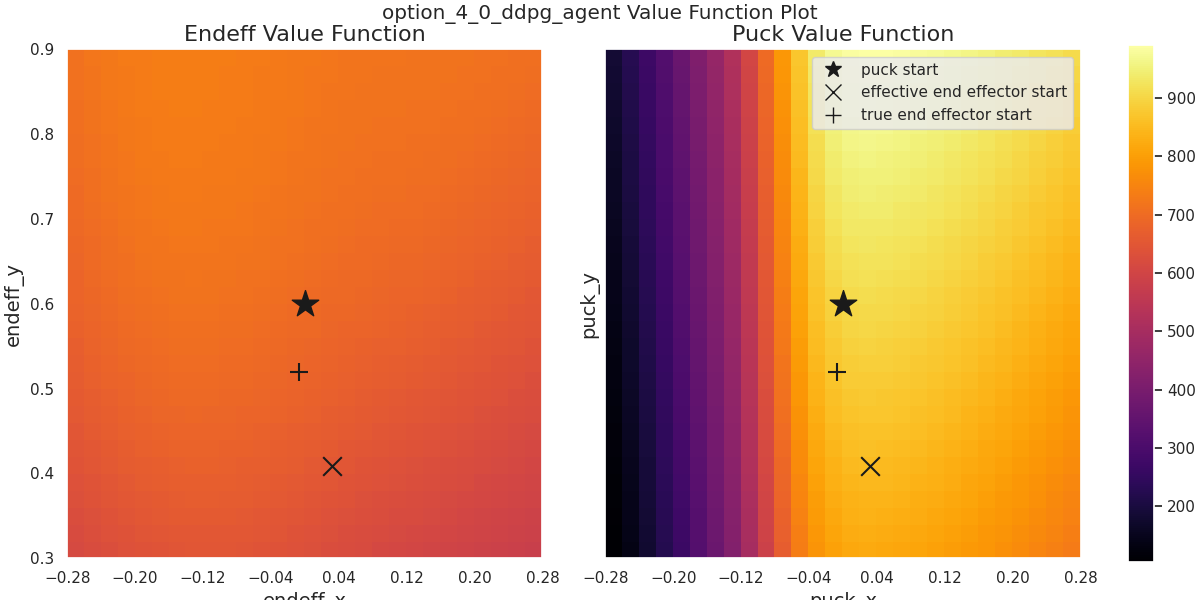 option_4_0_ddpg_agent Value Function Plot
Endeff Value Function
Puck Value Function
0.9
0.8
0.7
0.6
0.5
0.4
0.3
endeff_y
−0.28 −0.20 −0.12 −0.04 0.04 0.12 0.20 0.28
endeff_x
puck_y
puck start
effective end effector start
true end effector start
−0.28 −0.20 −0.12 −0.04 0.04 0.12 0.20 0.28
puck_x
900
800
700
600
500
400
300
200